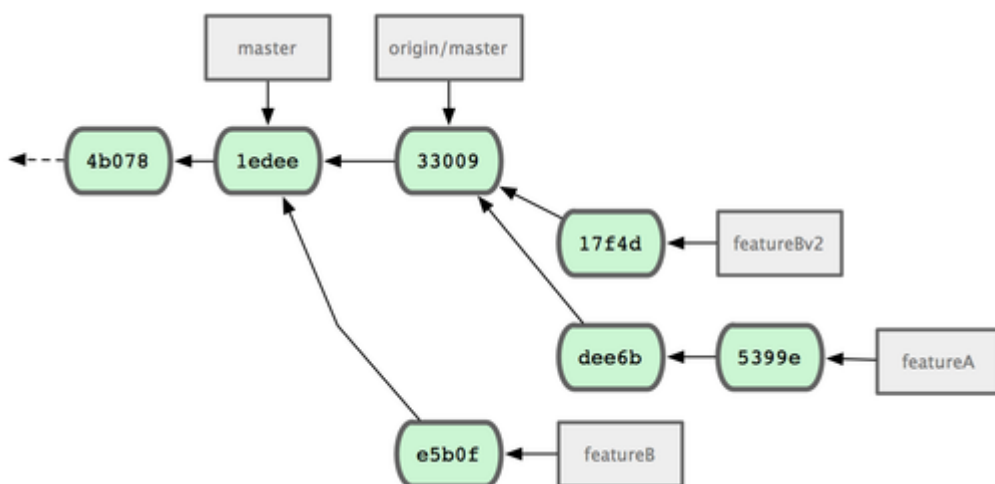 master
origin/master
4b078
1edee
33009
17f4d
featureBv2
dee6b
5399e
featureA
e5b0f
featureB